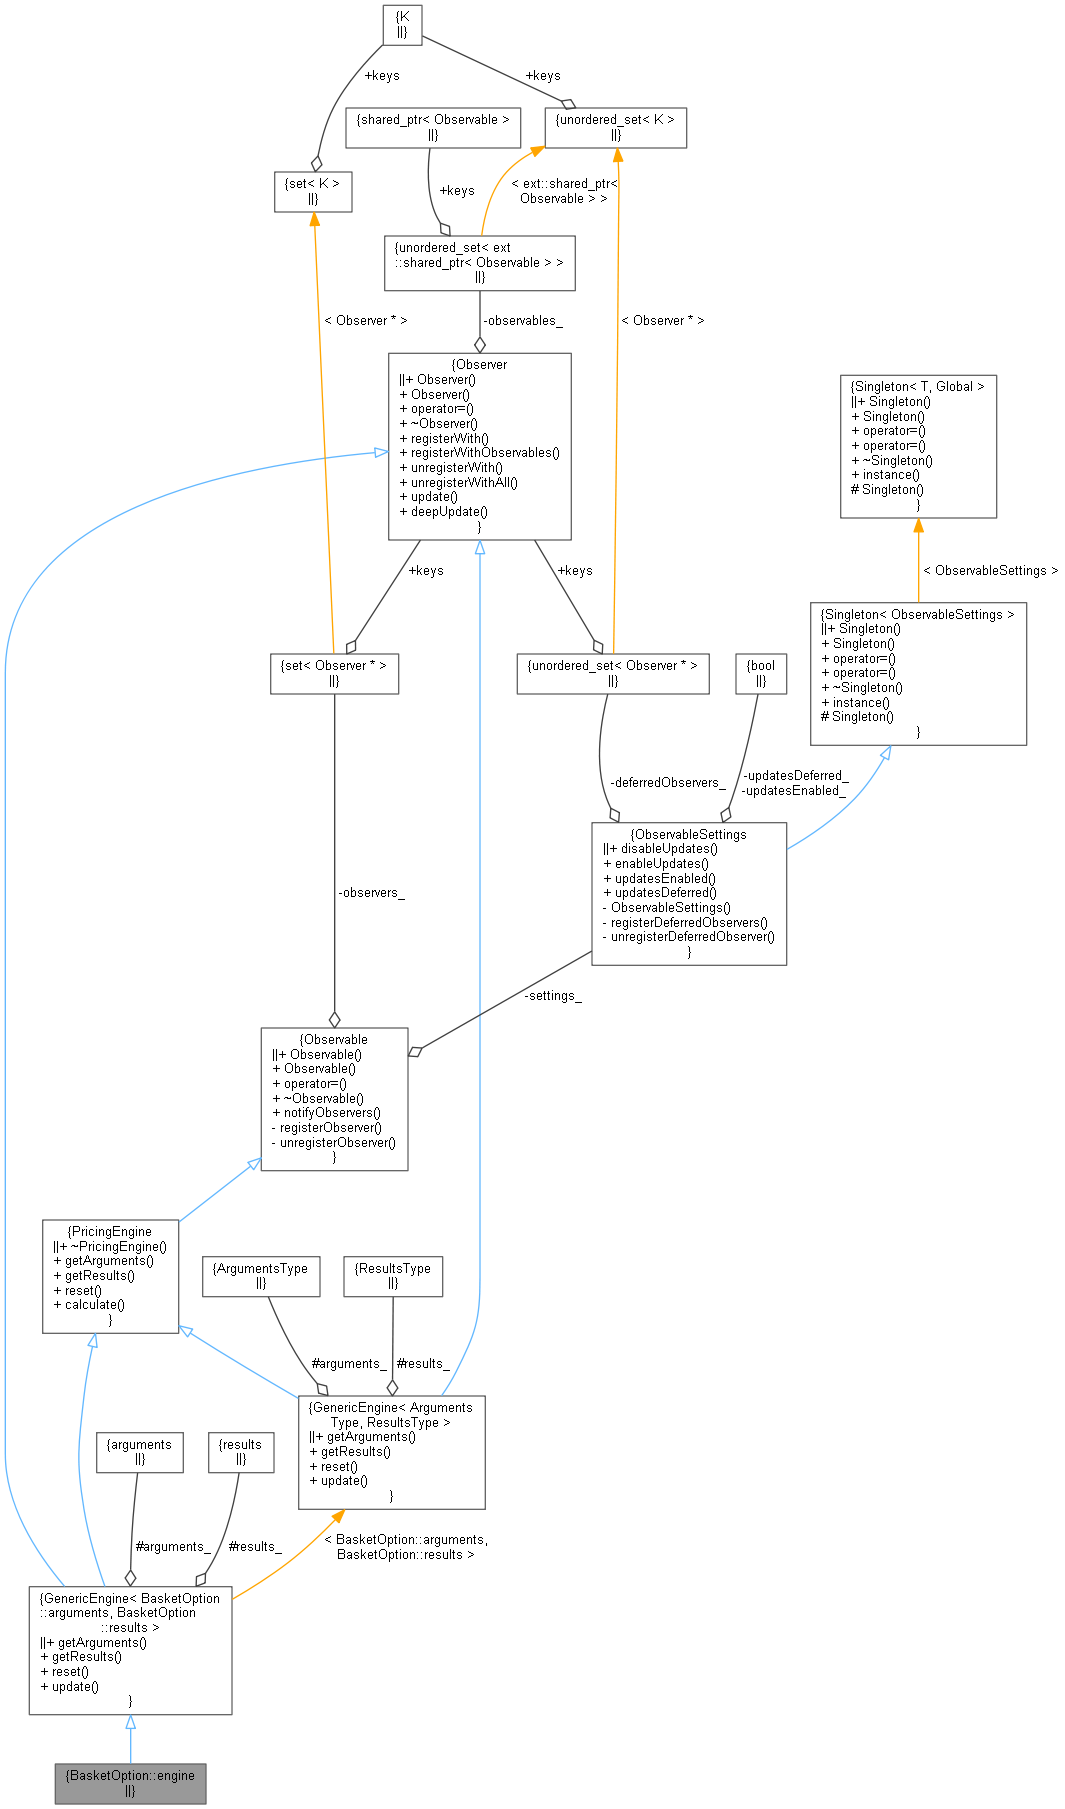 {K
||}
+keys
+keys
{shared_ptr< Observable >
||}
{unordered_set< K >
||}
{set< K >
||}
+keys
< ext::shared_ptr<
Observable > >
{unordered_set< ext
::shared_ptr< Observable > >
||}
< Observer * >
-observables_
< Observer * >
{Observer
||+ Observer()
+ Observer()
+ operator=()
+ ~Observer()
+ registerWith()
+ registerWithObservables()
+ unregisterWith()
+ unregisterWithAll()
+ update()
+ deepUpdate()
}
{Singleton< T, Global >
||+ Singleton()
+ Singleton()
+ operator=()
+ operator=()
+ ~Singleton()
+ instance()
# Singleton()
}
+keys
+keys
< ObservableSettings >
{Singleton< ObservableSettings >
||+ Singleton()
+ Singleton()
+ operator=()
+ operator=()
+ ~Singleton()
+ instance()
# Singleton()
}
{set< Observer * >
||}
{unordered_set< Observer * >
||}
{bool
||}
-deferredObservers_
-updatesDeferred_
-updatesEnabled_
{ObservableSettings
||+ disableUpdates()
+ enableUpdates()
+ updatesEnabled()
+ updatesDeferred()
- ObservableSettings()
- registerDeferredObservers()
- unregisterDeferredObserver()
}
-observers_
-settings_
{Observable
||+ Observable()
+ Observable()
+ operator=()
+ ~Observable()
+ notifyObservers()
- registerObserver()
- unregisterObserver()
}
{PricingEngine
||+ ~PricingEngine()
+ getArguments()
+ getResults()
+ reset()
+ calculate()
}
{ArgumentsType
||}
{ResultsType
||}
#arguments_
#results_
{GenericEngine< Arguments
Type, ResultsType >
||+ getArguments()
+ getResults()
+ reset()
+ update()
}
{arguments
||}
{results
||}
#arguments_
#results_
< BasketOption::arguments,
BasketOption::results >
{GenericEngine< BasketOption
::arguments, BasketOption
::results >
||+ getArguments()
+ getResults()
+ reset()
+ update()
}
{BasketOption::engine
||}